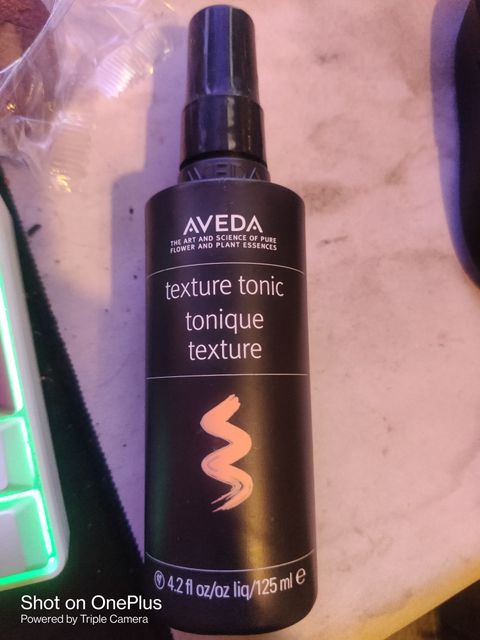 AVEDA
AVEDA
THE ART AND SCIENCE OF PURE
FLOWER AND PLANT ESSENCES
texture tonic
tonique
texture
4.2 fl oz/oz liq/125 ml e
Shot on OnePlus
Powered by Triple Camera